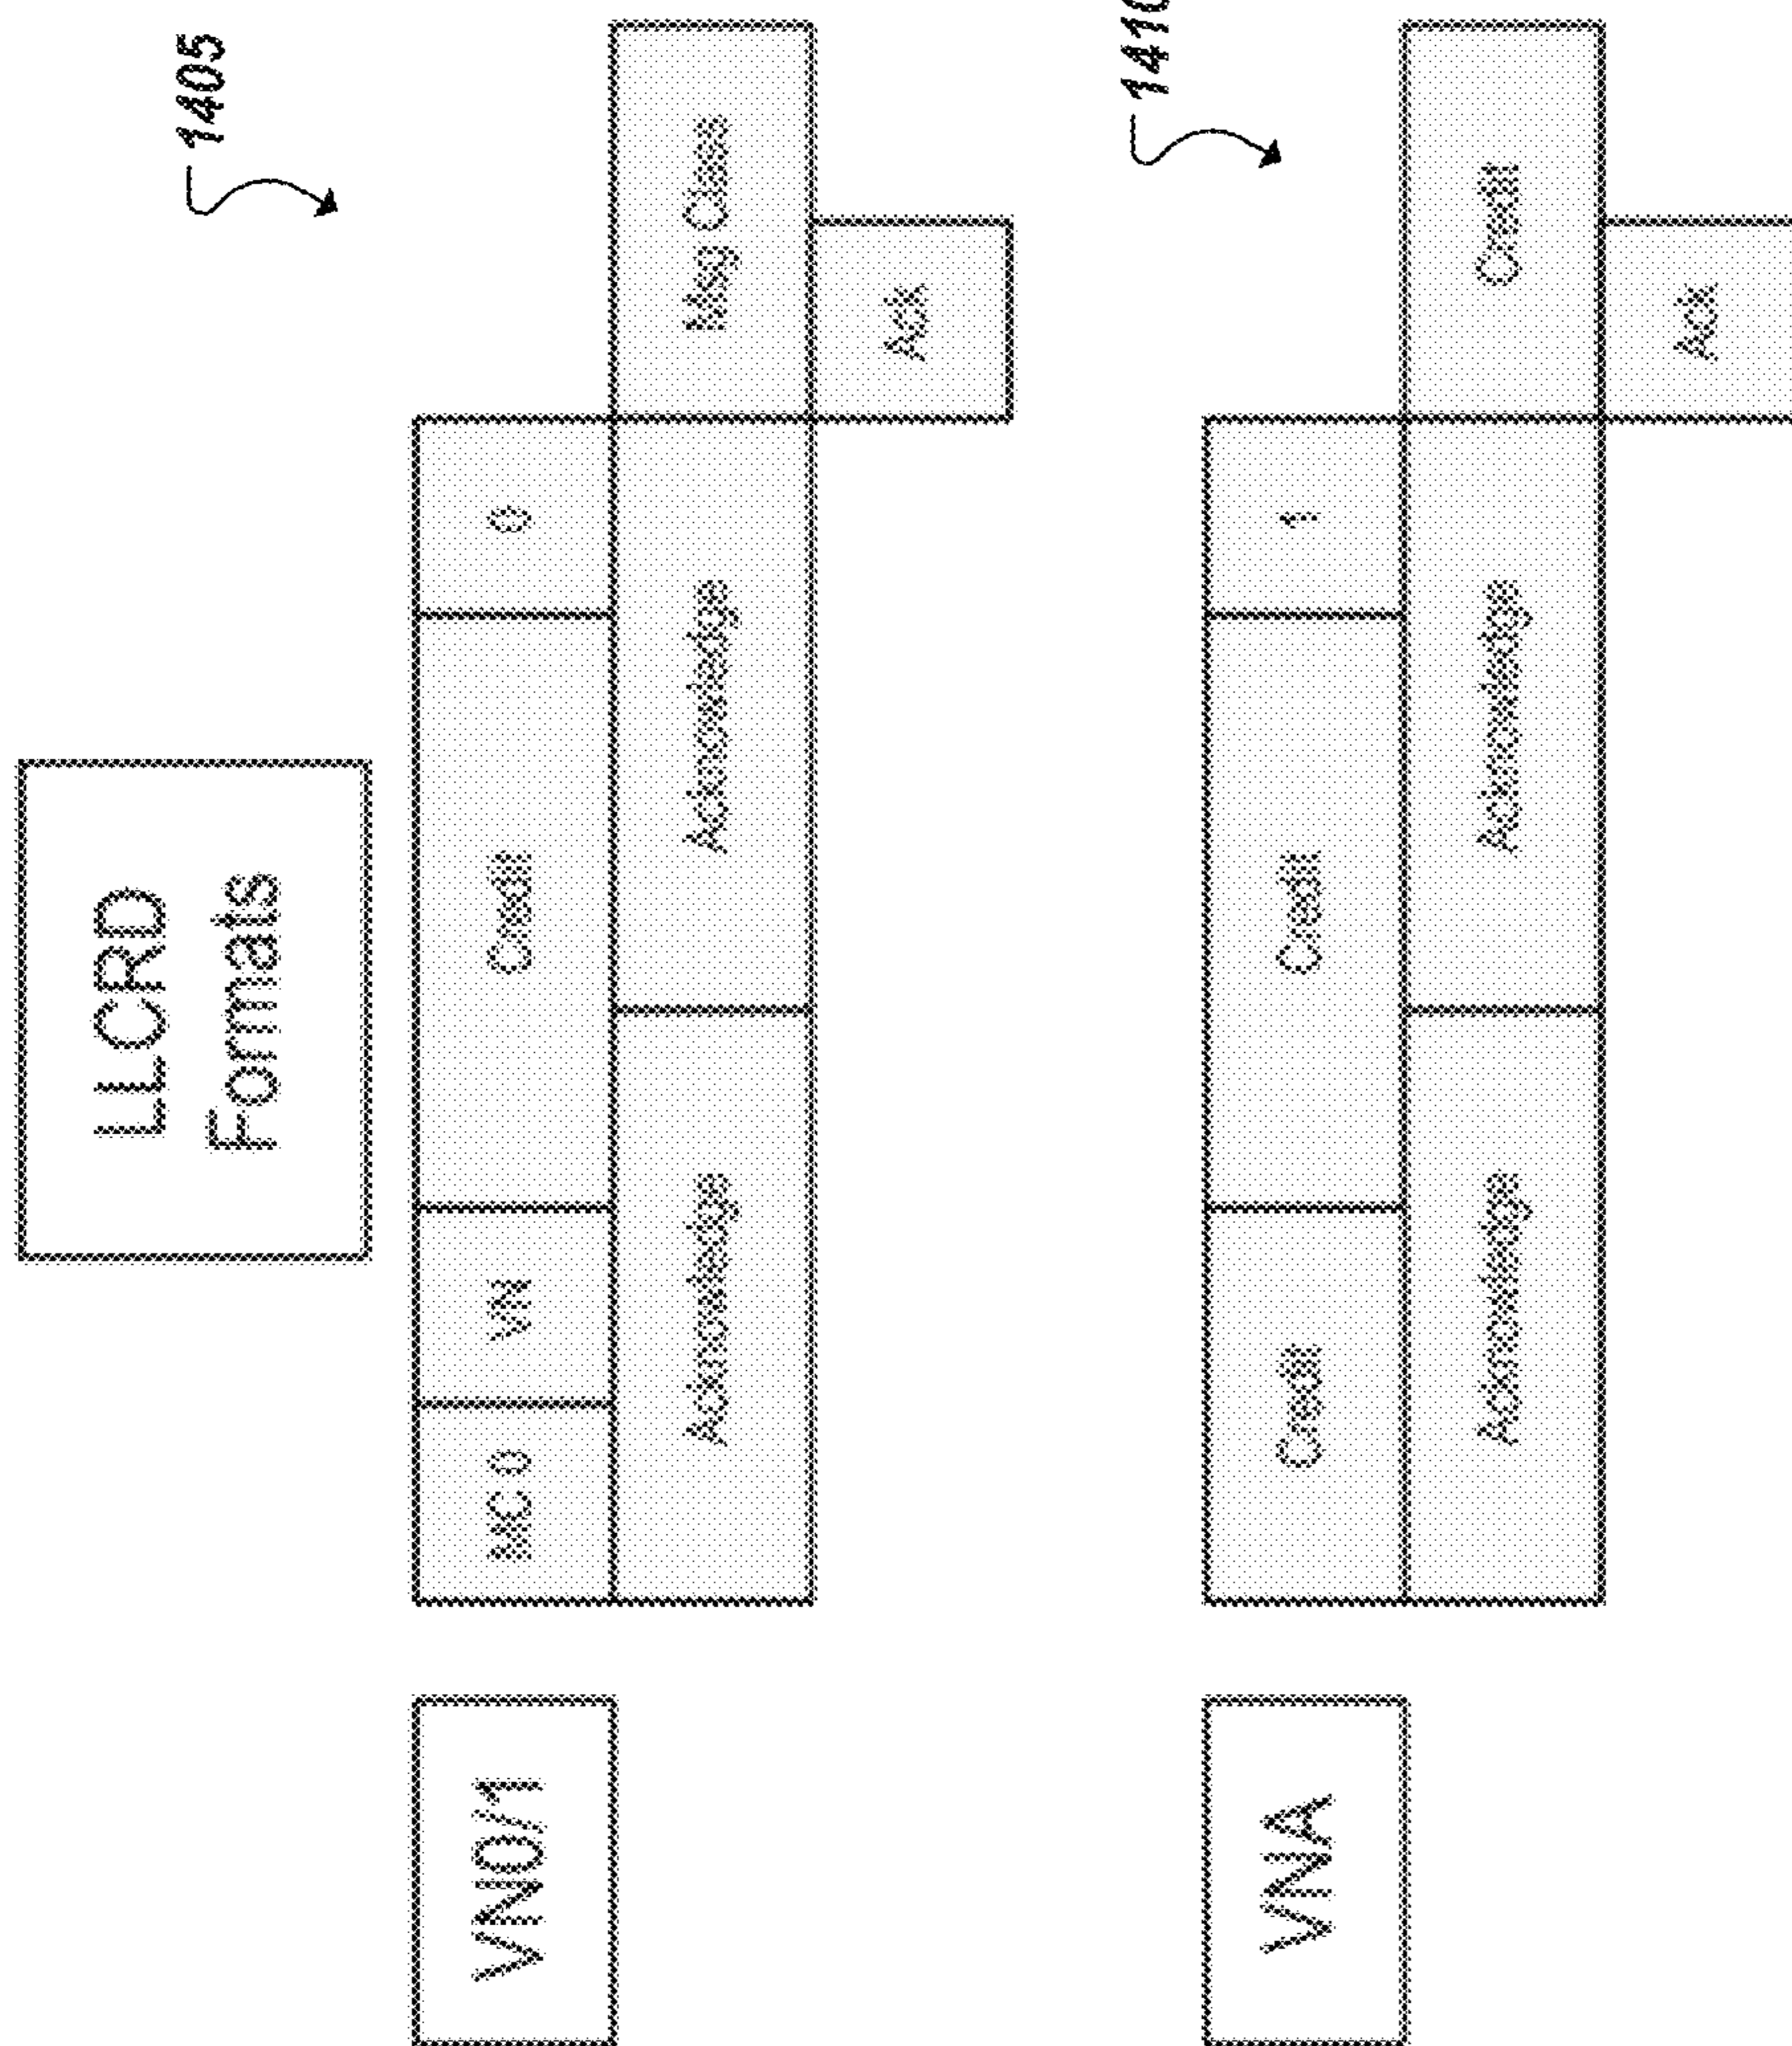 LLCRD
Formats
1405
VN0/1
MC 0
VN
Credit
0
Acknowledge
Acknowledge
Msg Class
Ack
1410
VNA
Credit
Credit
1
Acknowledge
Acknowledge
Credit
Ack